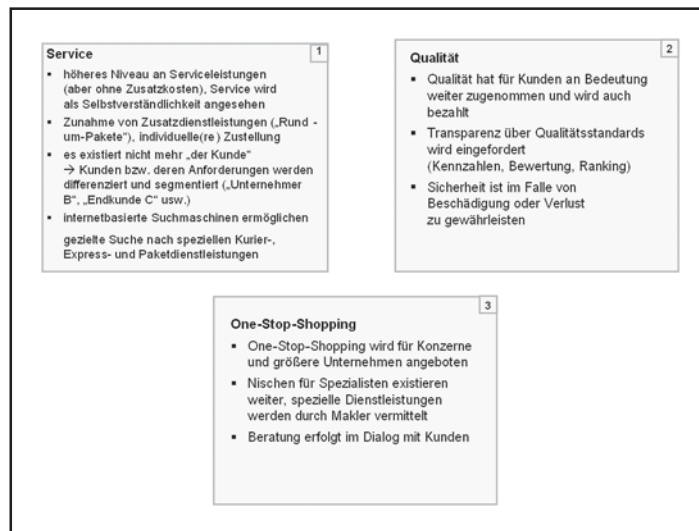 1
Service
▪ höheres Niveau an Serviceleistungen
(aber ohne Zusatzkosten), Service wird
als Selbstverständlichkeit angesehen
▪ Zunahme von Zusatzdienstleistungen („Rund -
um-Pakete“), individuelle(re) Zustellung
▪ es existiert nicht mehr „der Kunde“
→ Kunden bzw. deren Anforderungen werden
differenziert und segmentiert („Unternehmer
B“, „Endkunde C“ usw.)
▪ internetbasierte Suchmaschinen ermöglichen
gezielte Suche nach speziellen Kurier-,
Express- und Paketdienstleistungen
2
Qualität
▪ Qualität hat für Kunden an Bedeutung
weiter zugenommen und wird auch
bezahlt
▪ Transparenz über Qualitätsstandards
wird eingefordert
(Kennzahlen, Bewertung, Ranking)
▪ Sicherheit ist im Falle von
Beschädigung oder Verlust
zu gewährleisten
3
One-Stop-Shopping
▪ One-Stop-Shopping wird für Konzerne
und größere Unternehmen angeboten
▪ Nischen für Spezialisten existieren
weiter, spezielle Dienstleistungen
werden durch Makler vermittelt
▪ Beratung erfolgt im Dialog mit Kunden